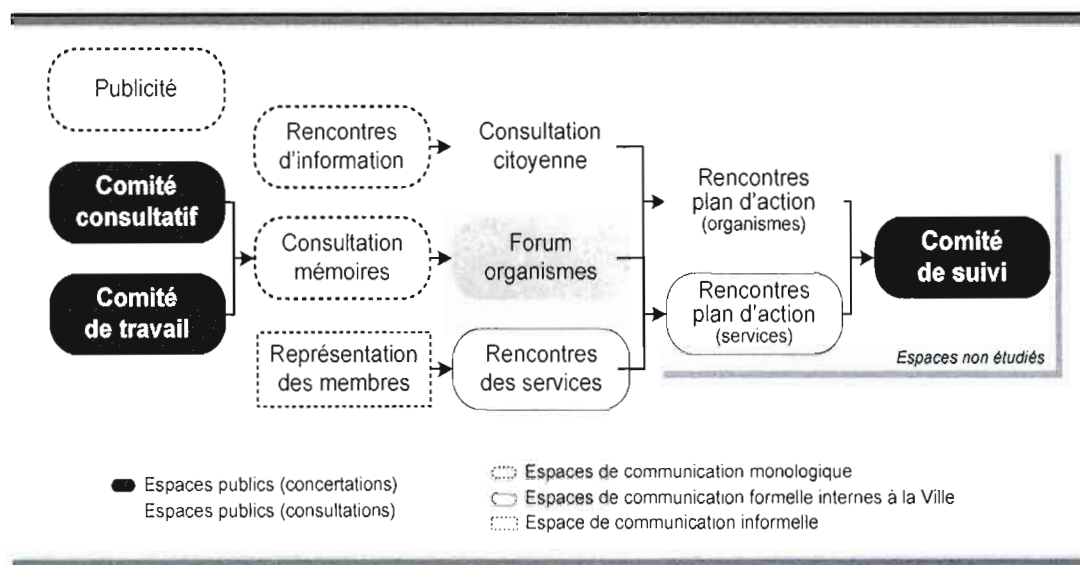 Publicité
Comité
consultatif
Comité
de travail
Rencontres
d'information
Consultation
mémoires
Représentation
des membres
Consultation
citoyenne
Forum
organismes
Rencontres
des services
Rencontres
plan d'action
(organismes)
Rencontres
plan d'action
(services)
Comité
de suivi
Espaces non étudiés
Espaces publics (concertations)
Espaces publics (consultations)
Espaces de communication monologique
Espaces de communication formelle internes à la Ville
Espace de communication informelle